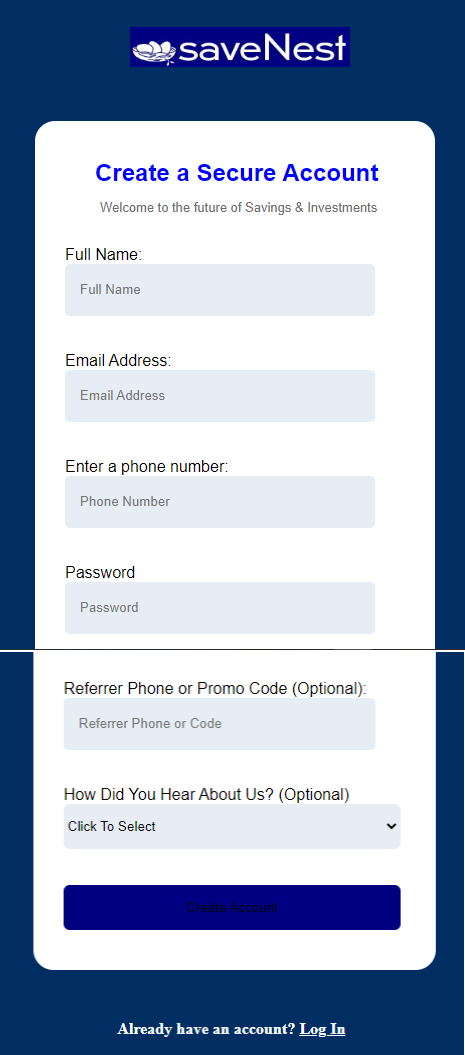 saveNest
Create a Secure Account
Welcome to the future of Savings & Investments
Full Name:
Full Name
Email Address:
Email Address
Enter a phone number:
Phone Number
Password
Password
Referrer Phone or Promo Code (Optional):
Referrer Phone or Code
How Did You Hear About Us? (Optional)
Click To Select
Create Account
Already have an account? Log In